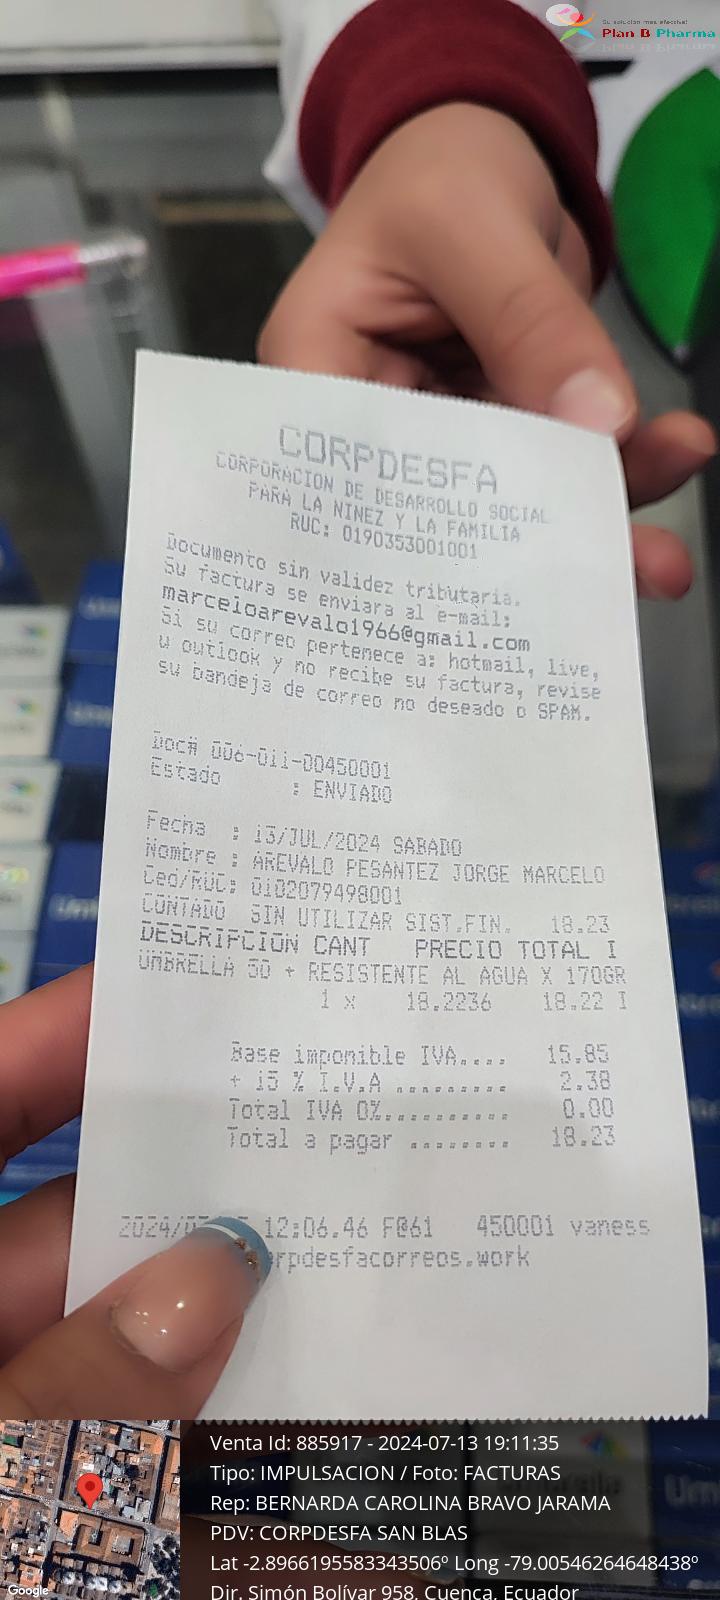 Su solución más efectiva!
Plan B Pharma
CORPDESFA
CORPORACION DE DESARROLLO SOCIAL
PARA LA NINEZ Y LA FAMILIA
RUC: 0190353001001
Documento sin validez tributaria.
Su factura se enviara al e-mail:
marceloarevalo1966@gmail.com
Si su correo pertenece a: hotmail, live,
u outlook y no recibe su factura, revise
su bandeja de correo no deseado o SPAM.
Doc# 006-011-00450001
Estado : ENVIADO
Fecha : 13/JUL/2024 SABADO
Nombre : AREVALO PESANTEZ JORGE MARCELO
Ced/RUC: 0102079498001
CONTADO SIN UTILIZAR SIST.FIN. 18.23
DESCRIPCION CANT PRECIO TOTAL I
UMBRELLA 50 + RESISTENTE AL AGUA X 170GR
1 x 18.2236 18.22 I
Base imponible IVA.... 15.85
+ 15 % I.V.A ......... 2.38
Total IVA 0%.......... 0.00
Total a pagar ........ 18.23
2024/0 12:06.46 F@61 450001 vaness
rpdesfacorreos.work
Venta Id: 885917 - 2024-07-13 19:11:35
Tipo: IMPULSACION / Foto: FACTURAS
Rep: BERNARDA CAROLINA BRAVO JARAMA
PDV: CORPDESFA SAN BLAS
Lat -2.8966195583343506º Long -79.00546264648438º
Dir. Simón Bolívar 958, Cuenca, Ecuador
Google